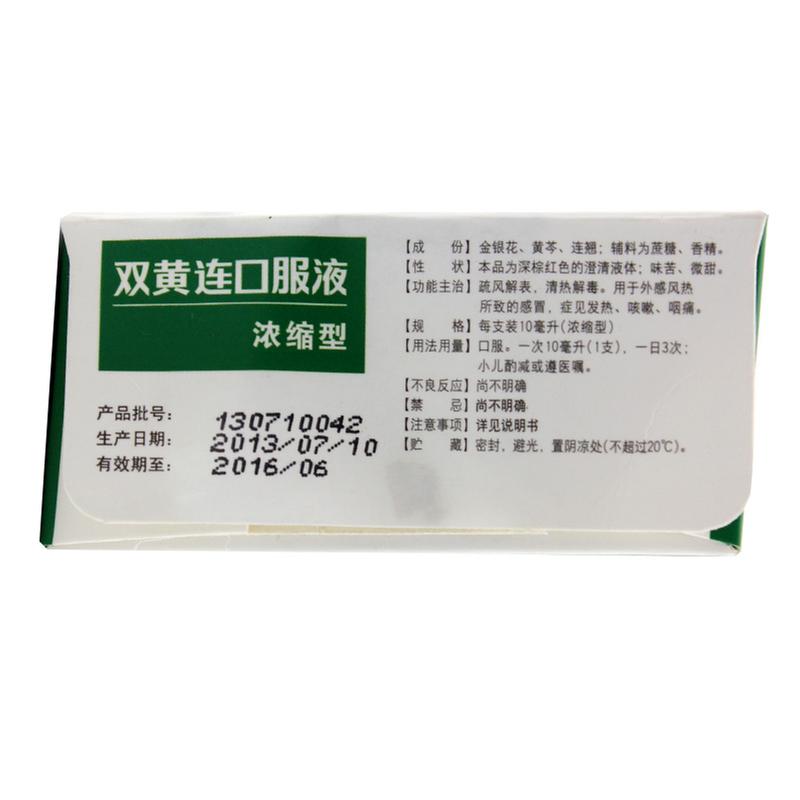 双黄连口服液
浓缩型
产品批号: 130710042
生产日期: 2013/07/10
有效期至: 2016/06
【成 份】金银花、黄芩、连翘；辅料为蔗糖、香精。
【性 状】本品为深棕红色的澄清液体；味苦、微甜。
【功能主治】疏风解表，清热解毒。用于外感风热
所致的感冒，症见发热、咳嗽、咽痛。
【规 格】每支装10毫升(浓缩型)
【用法用量】口服。一次10毫升(1支)，一日3次；
小儿酌减或遵医嘱。
【不良反应】尚不明确
【禁 忌】尚不明确
【注意事项】详见说明书
【贮 藏】密封，避光，置阴凉处(不超过20℃)。